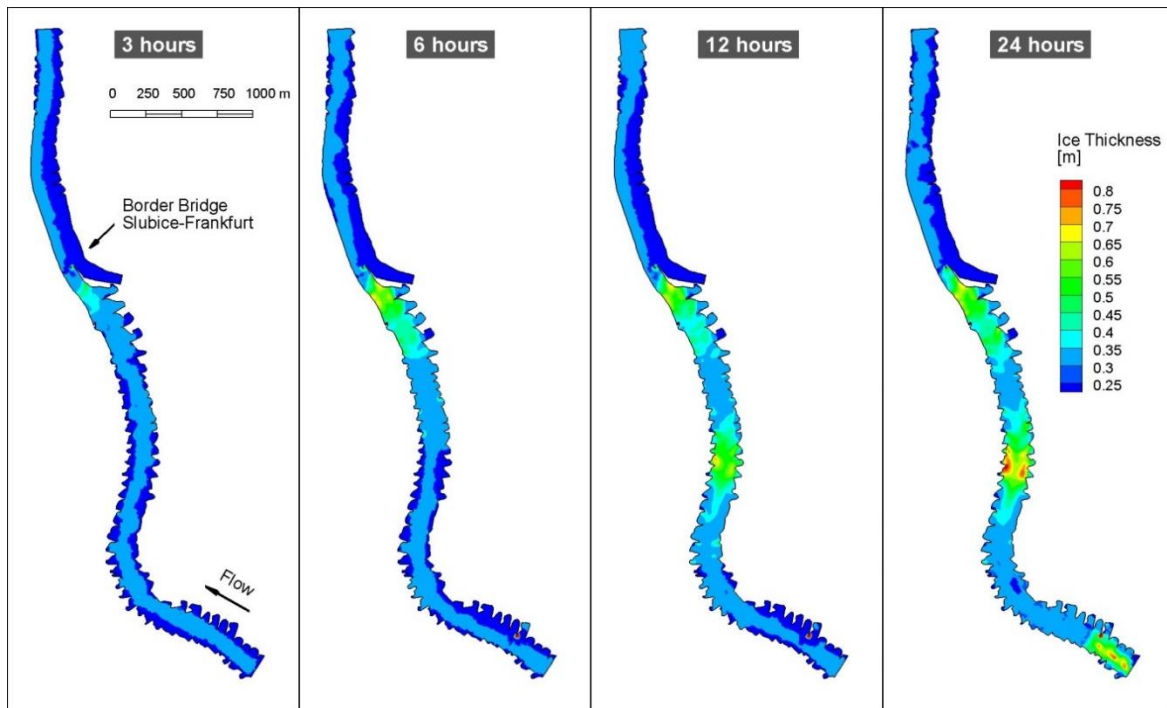 3 hours
6 hours
12 hours
24 hours
0 250 500 750 1000 m
Ice Thickness
[m]
0.8
0.75
0.7
0.65
0.6
0.55
0.5
0.45
0.4
0.35
0.3
0.25
Border Bridge
Slubice-Frankfurt
Flow